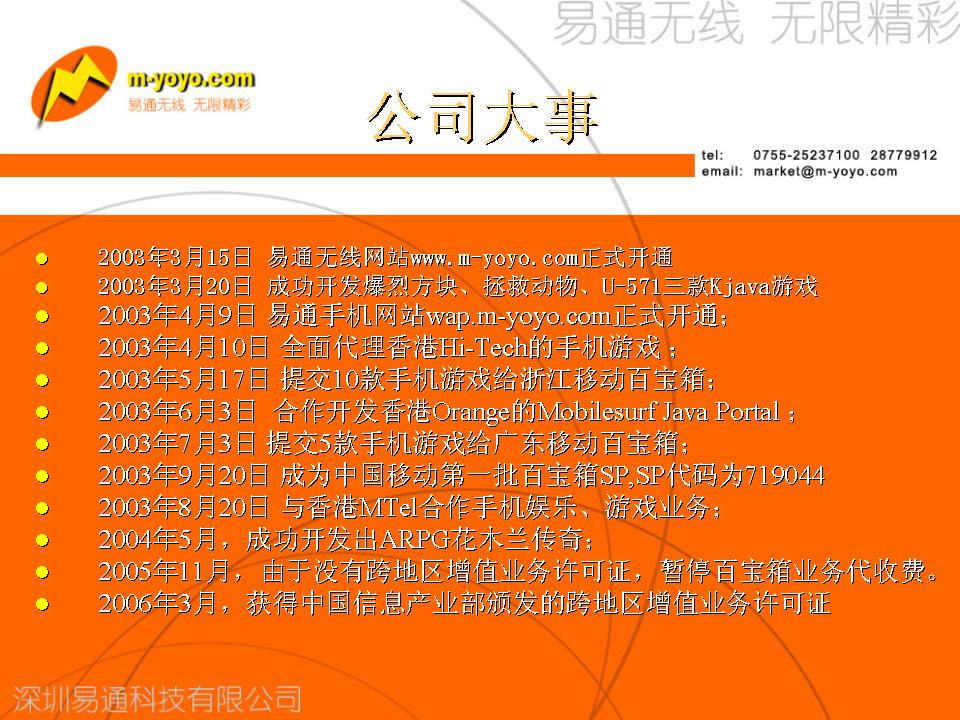 易通无线 无限精彩
m-yoyo.com
易通无线 无限精彩
公司大事
tel: 0755-25237100 28779912
email: market@m-yoyo.com
2003年3月15日 易通无线网站www.m-yoyo.com正式开通
2003年3月20日 成功开发爆烈方块、拯救动物、U-571三款Kjava游戏
2003年4月9日 易通手机网站wap.m-yoyo.com正式开通；
2003年4月10日 全面代理香港Hi-Tech的手机游戏 ；
2003年5月17日 提交10款手机游戏给浙江移动百宝箱；
2003年6月3日 合作开发香港Orange的Mobilesurf Java Portal ；
2003年7月3日 提交5款手机游戏给广东移动百宝箱；
2003年9月20日 成为中国移动第一批百宝箱SP,SP代码为719044
2003年8月20日 与香港MTel合作手机娱乐、游戏业务；
2004年5月，成功开发出ARPG花木兰传奇；
2005年11月，由于没有跨地区增值业务许可证，暂停百宝箱业务代收费。
2006年3月，获得中国信息产业部颁发的跨地区增值业务许可证
深圳易通科技有限公司